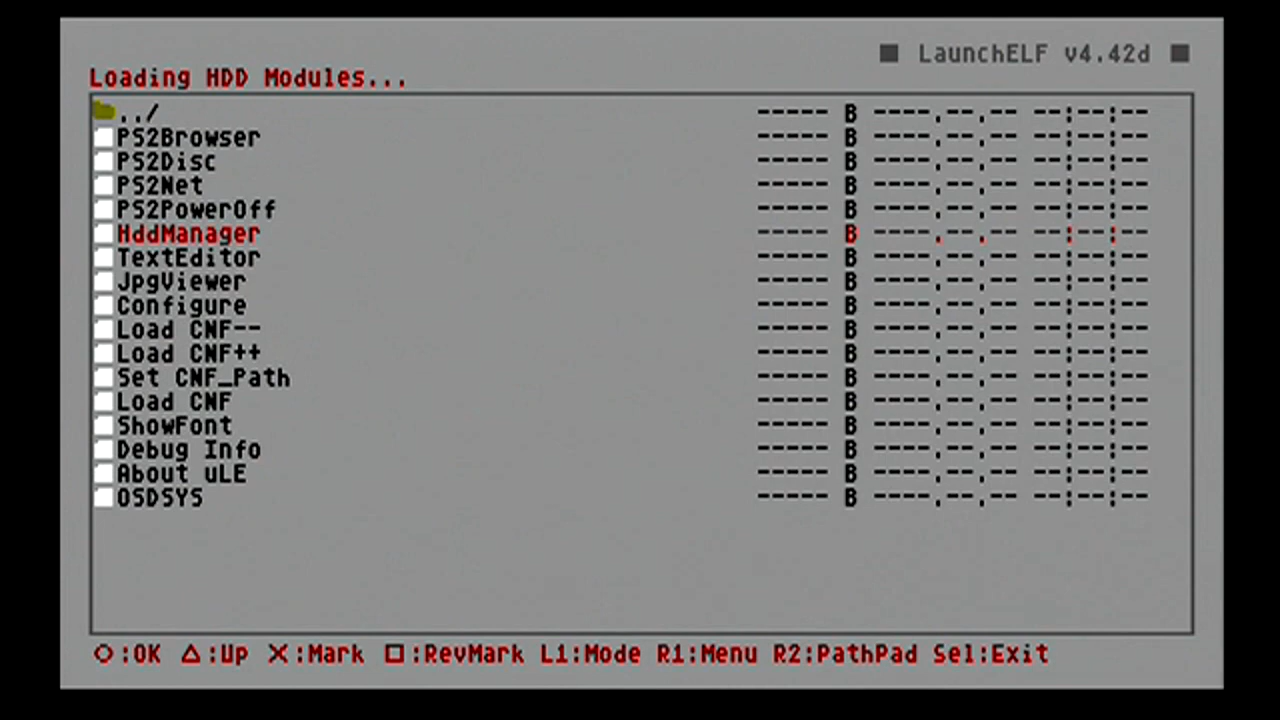 ■ LaunchELF v4.42d ■
Loading HDD Modules...
../ ----- B ----.--.-- --:--:--
PS2Browser ----- B ----.--.-- --:--:--
PS2Disc ----- B ----.--.-- --:--:--
PS2Net ----- B ----.--.-- --:--:--
PS2PowerOff ----- B ----.--.-- --:--:--
HddManager ----- B ----.--.-- --:--:--
TextEditor ----- B ----.--.-- --:--:--
JpgViewer ----- B ----.--.-- --:--:--
Configure ----- B ----.--.-- --:--:--
Load CNF-- ----- B ----.--.-- --:--:--
Load CNF++ ----- B ----.--.-- --:--:--
Set CNF_Path ----- B ----.--.-- --:--:--
Load CNF ----- B ----.--.-- --:--:--
ShowFont ----- B ----.--.-- --:--:--
Debug Info ----- B ----.--.-- --:--:--
About uLE ----- B ----.--.-- --:--:--
OSDSYS ----- B ----.--.-- --:--:--
○:OK △:Up ✕:Mark □:RevMark L1:Mode R1:Menu R2:PathPad Sel:Exit